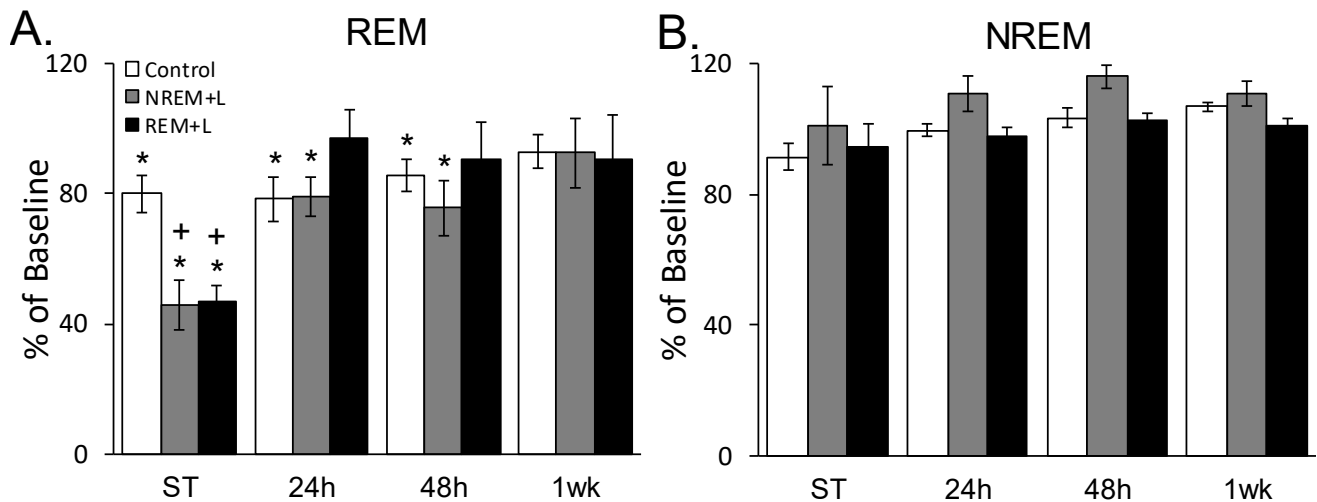 A. REM
120
80
40
0
% of Baseline
Control
NREM+L
REM+L
*
+
*
+
*
*
*
*
*
ST 24h 48h 1wk
B. NREM
120
80
40
0
% of Baseline
ST 24h 48h 1wk